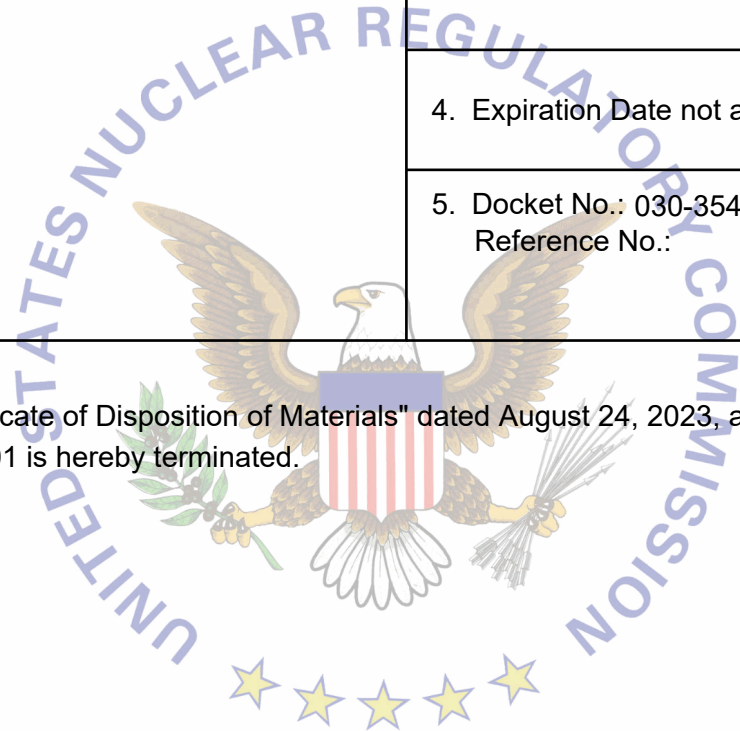 UNITED STATES NUCLEAR REGULATORY COMMISSION
4. Expiration Date not a
5. Docket No.: 030-354
Reference No.:
cate of Disposition of Materials" dated August 24, 2023, a
01 is hereby terminated.